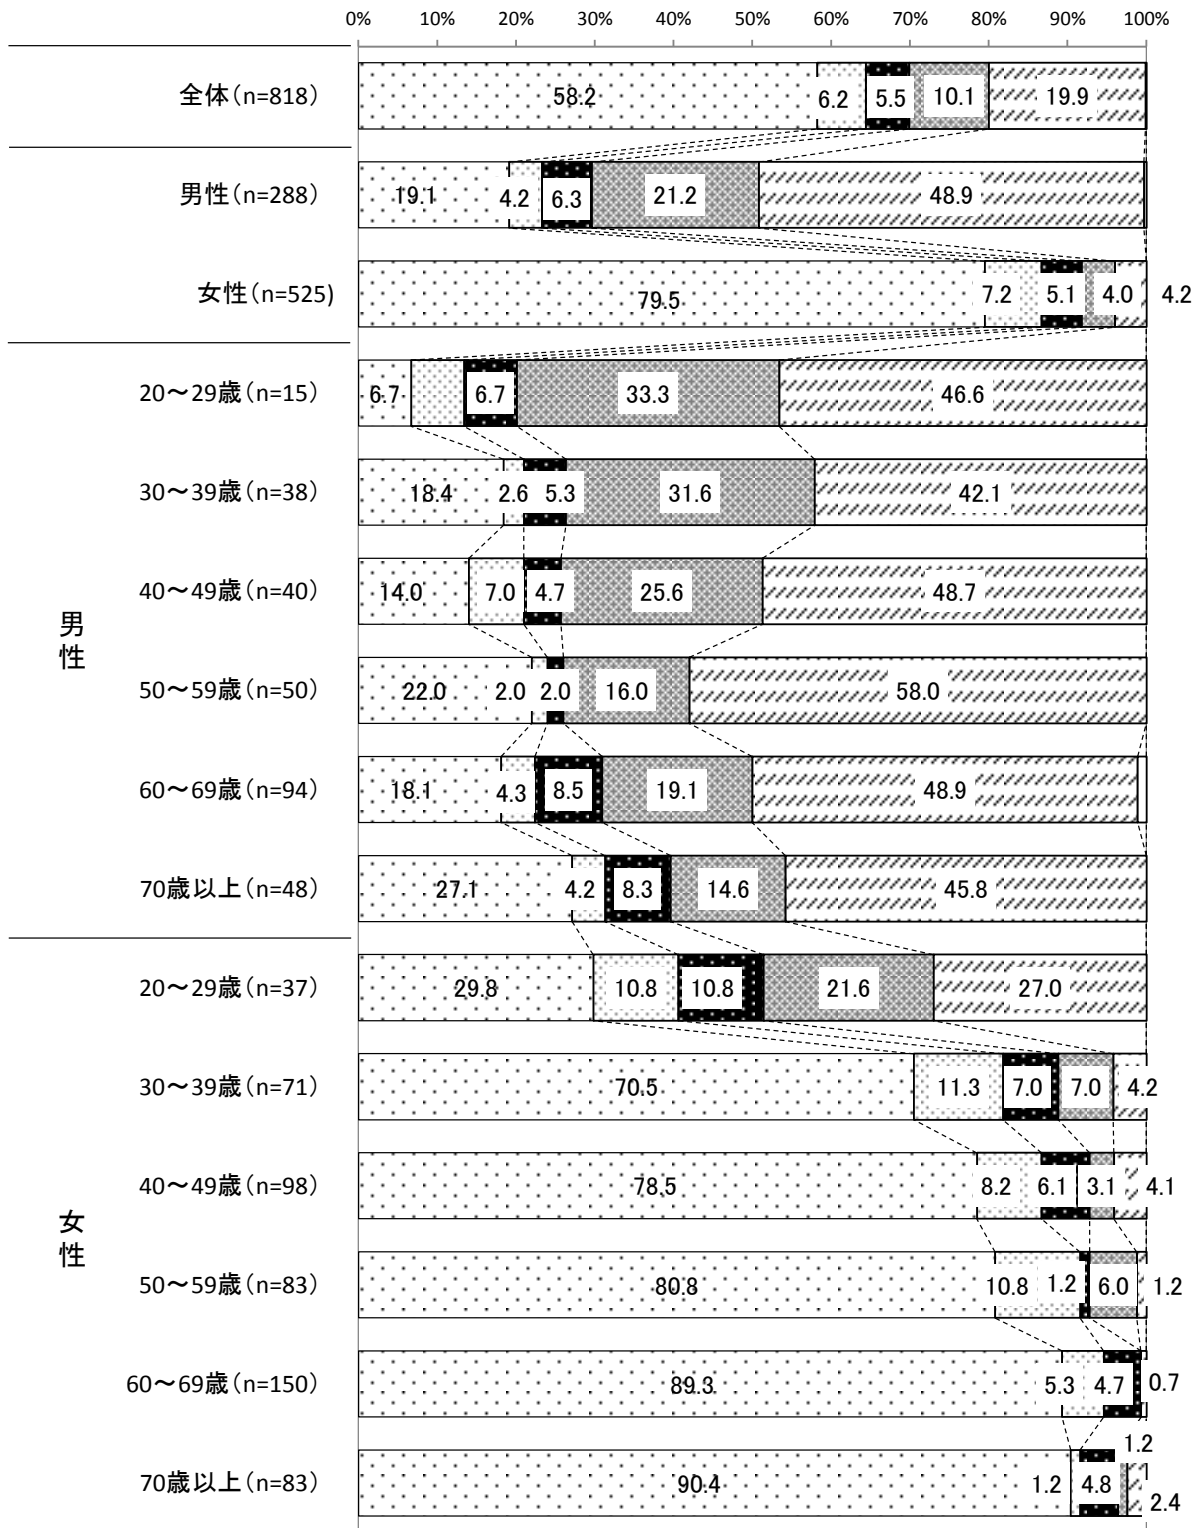 0% 10% 20% 30% 40% 50% 60% 70% 80% 90% 100%
全体(n=818) 58.2 6.2 5.5 10.1 19.9
男性(n=288) 19.1 4.2 6.3 21.2 48.9
女性(n=525) 79.5 7.2 5.1 4.0 4.2
男性
20～29歳(n=15) 6.7 6.7 33.3 46.6
30～39歳(n=38) 18.4 2.6 5.3 31.6 42.1
40～49歳(n=40) 14.0 7.0 4.7 25.6 48.7
50～59歳(n=50) 22.0 2.0 2.0 16.0 58.0
60～69歳(n=94) 18.1 4.3 8.5 19.1 48.9
70歳以上(n=48) 27.1 4.2 8.3 14.6 45.8
女性
20～29歳(n=37) 29.8 10.8 10.8 21.6 27.0
30～39歳(n=71) 70.5 11.3 7.0 7.0 4.2
40～49歳(n=98) 78.5 8.2 6.1 3.1 4.1
50～59歳(n=83) 80.8 10.8 1.2 6.0 1.2
60～69歳(n=150) 89.3 5.3 4.7 0.7
70歳以上(n=83) 90.4 1.2 4.8 1.2 2.4